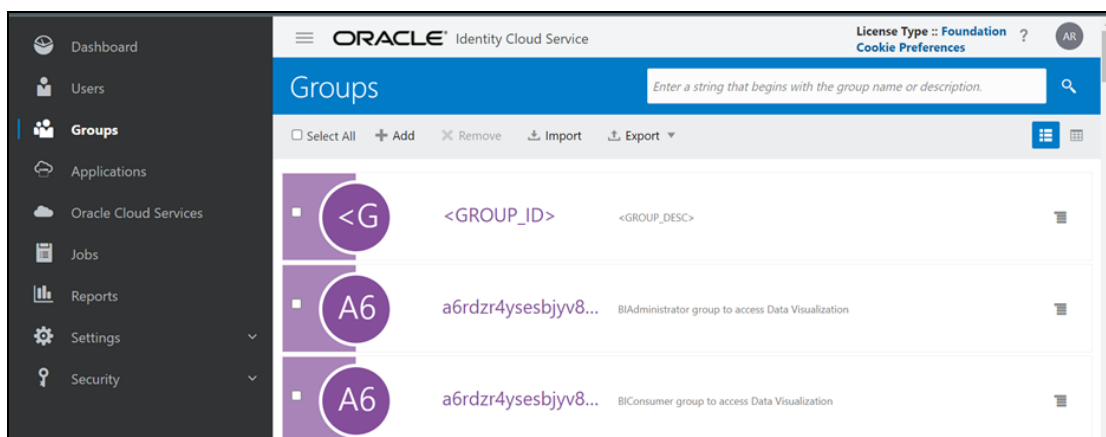 Dashboard
Users
Groups
Applications
Oracle Cloud Services
Jobs
Reports
Settings
Security
ORACLE® Identity Cloud Service
License Type :: Foundation
Cookie Preferences
?
AR
Groups
Enter a string that begins with the group name or description.
Select All Add Remove Import Export
<G <GROUP_ID> <GROUP_DESC>
A6 a6rdzr4ysesbjyv8... BIAdministrator group to access Data Visualization
A6 a6rdzr4ysesbjyv8... BIConsumer group to access Data Visualization